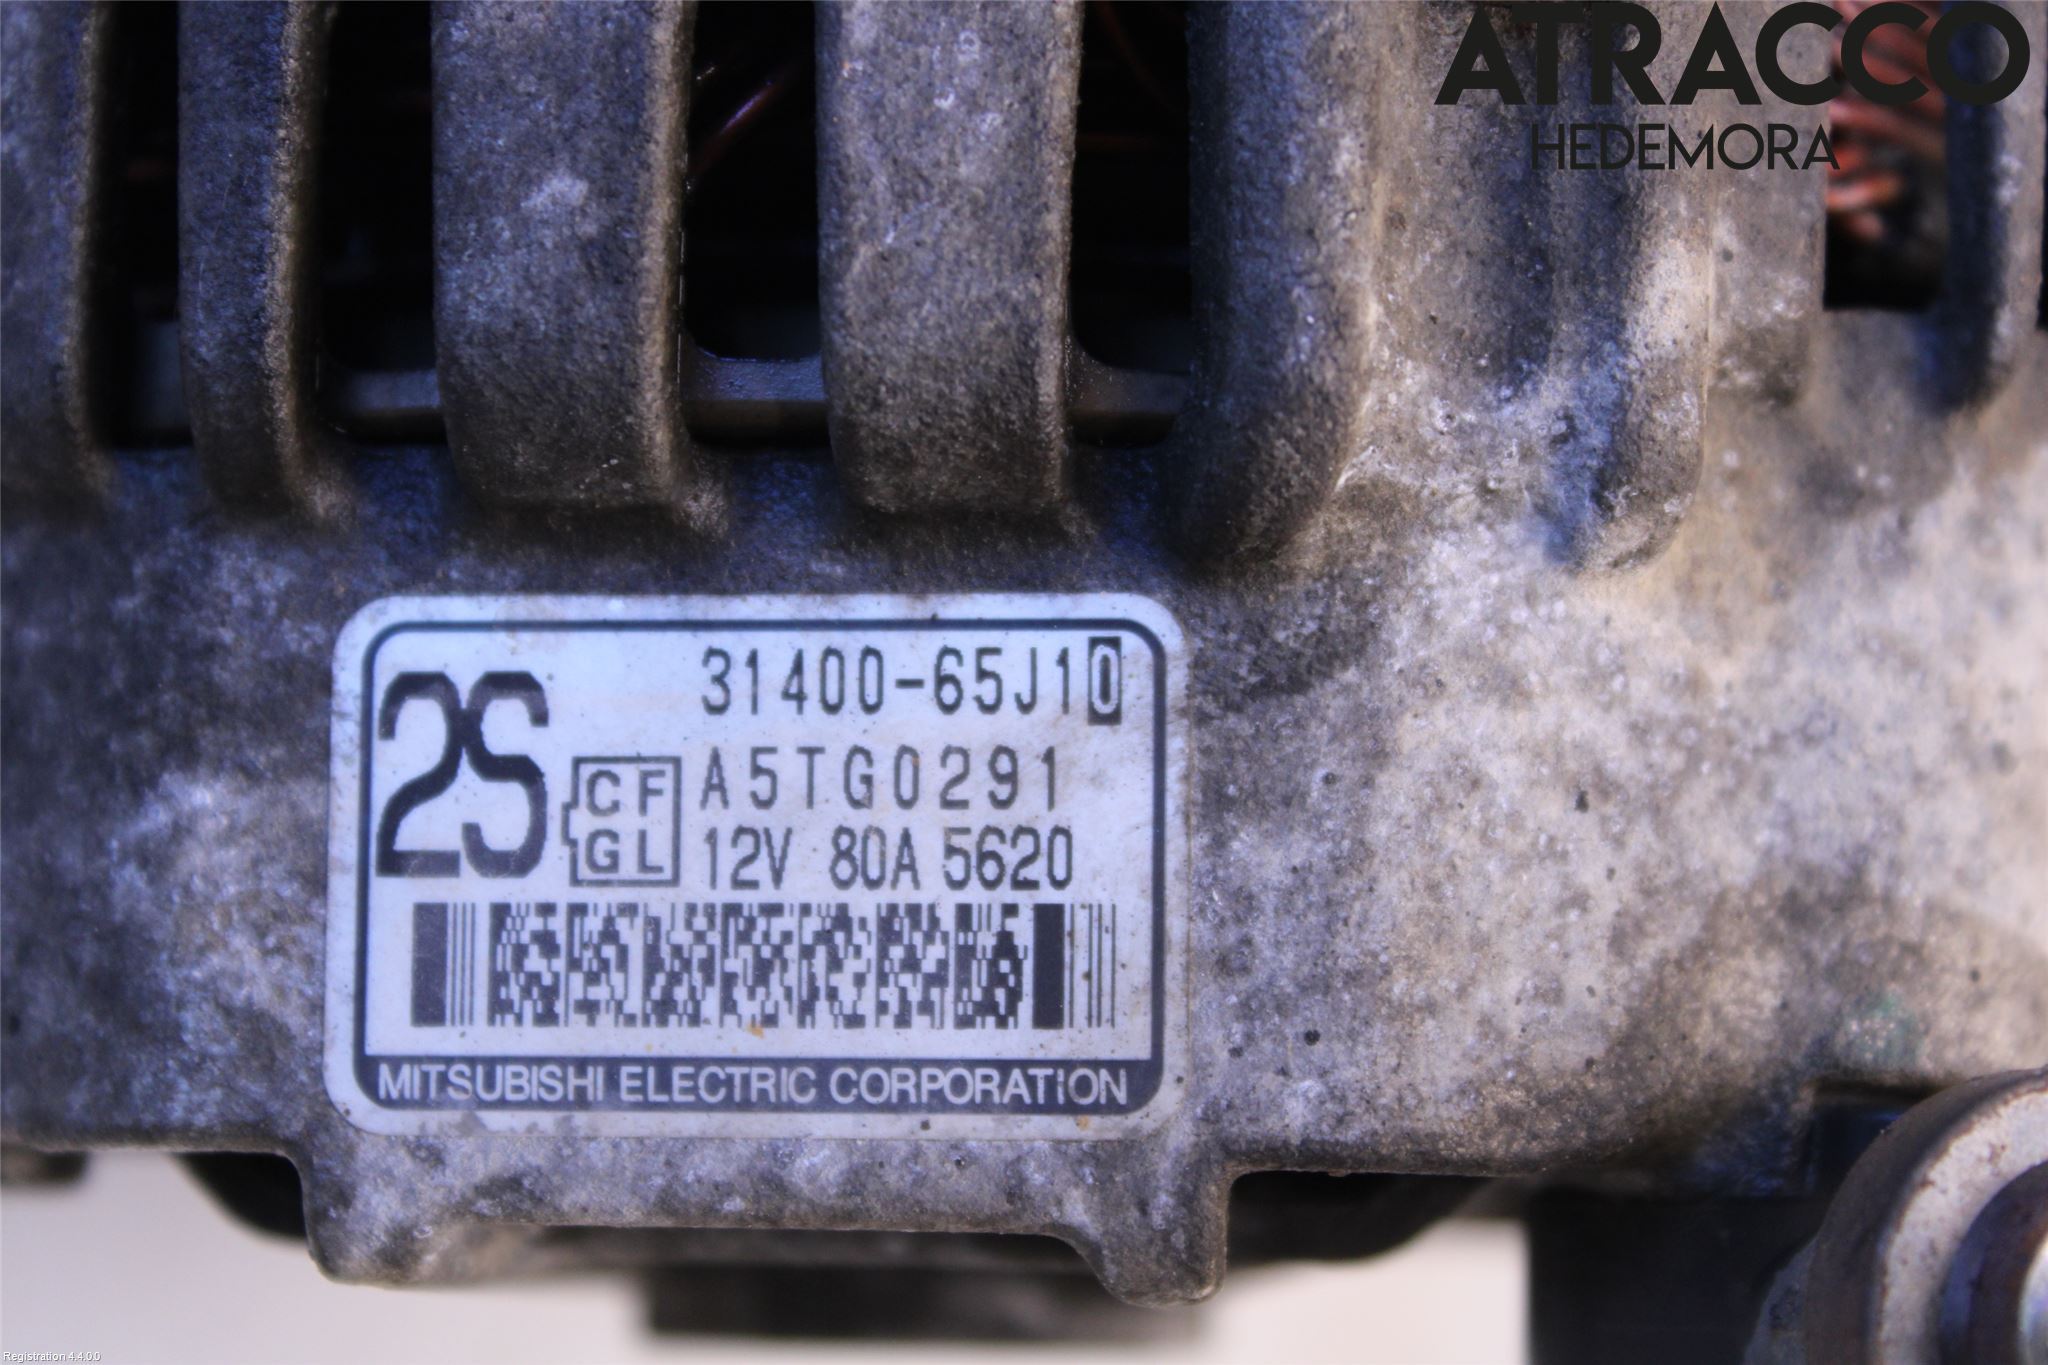 ATRACCO
HEDEMORA
2S
31400-65J10
CF
GL
A5TG0291
12V 80A 5620
MITSUBISHI ELECTRIC CORPORATION
Registration 4.4.0.0